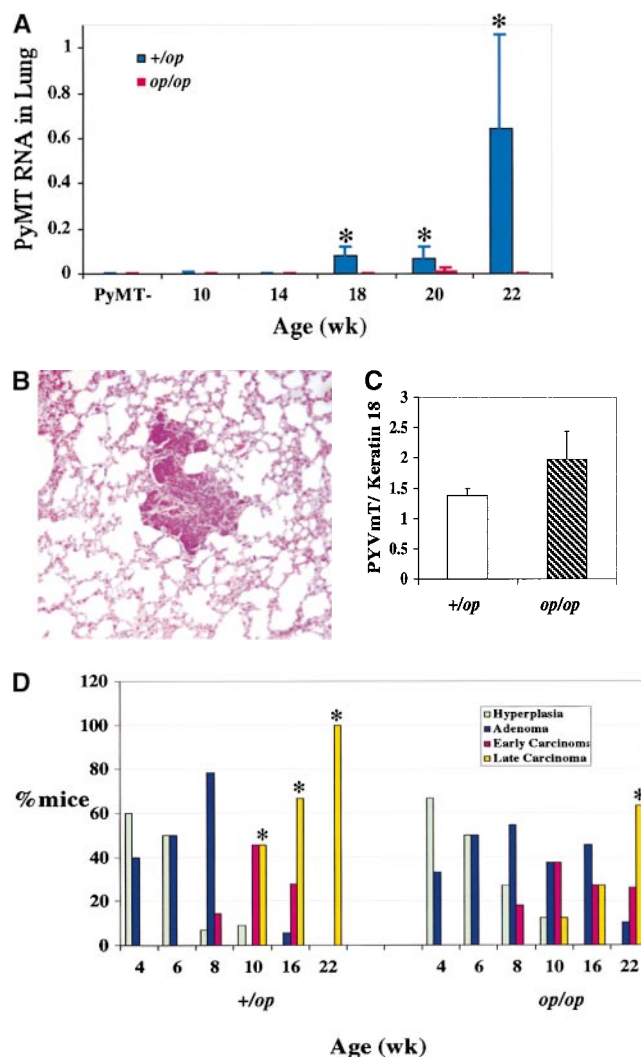 A
PyMT RNA in Lung
1
0.8
0.6
0.4
0.2
0
+/op
op/op
*
*
*
PyMT- 10 14 18 20 22
Age (wk)
B
C
PYVmT/ Keratin 18
3
2.5
2
1.5
1
0.5
0
+/op op/op
D
% mice
120
100
80
60
40
20
0
Hyperplasia
Adenoma
Early Carcinoma
Late Carcinoma
*
*
*
*
4 6 8 10 16 22 4 6 8 10 16 22
+/op op/op
Age (wk)